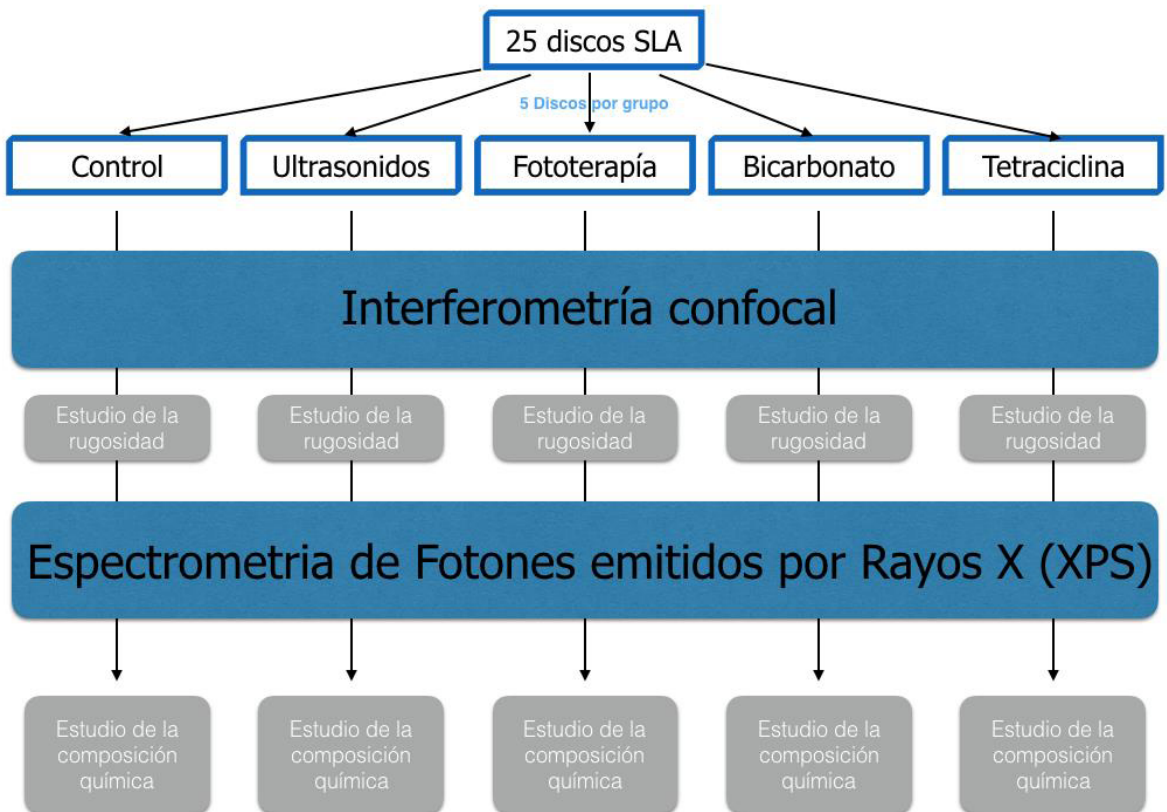 25 discos SLA
5 Discos por grupo
Control
Ultrasonidos
Fototerapía
Bicarbonato
Tetraciclina
Interferometría confocal
Estudio de la
rugosidad
Estudio de la
rugosidad
Estudio de la
rugosidad
Estudio de la
rugosidad
Estudio de la
rugosidad
Espectrometria de Fotones emitidos por Rayos X (XPS)
Estudio de la
composición
química
Estudio de la
composición
química
Estudio de la
composición
química
Estudio de la
composición
química
Estudio de la
composición
química